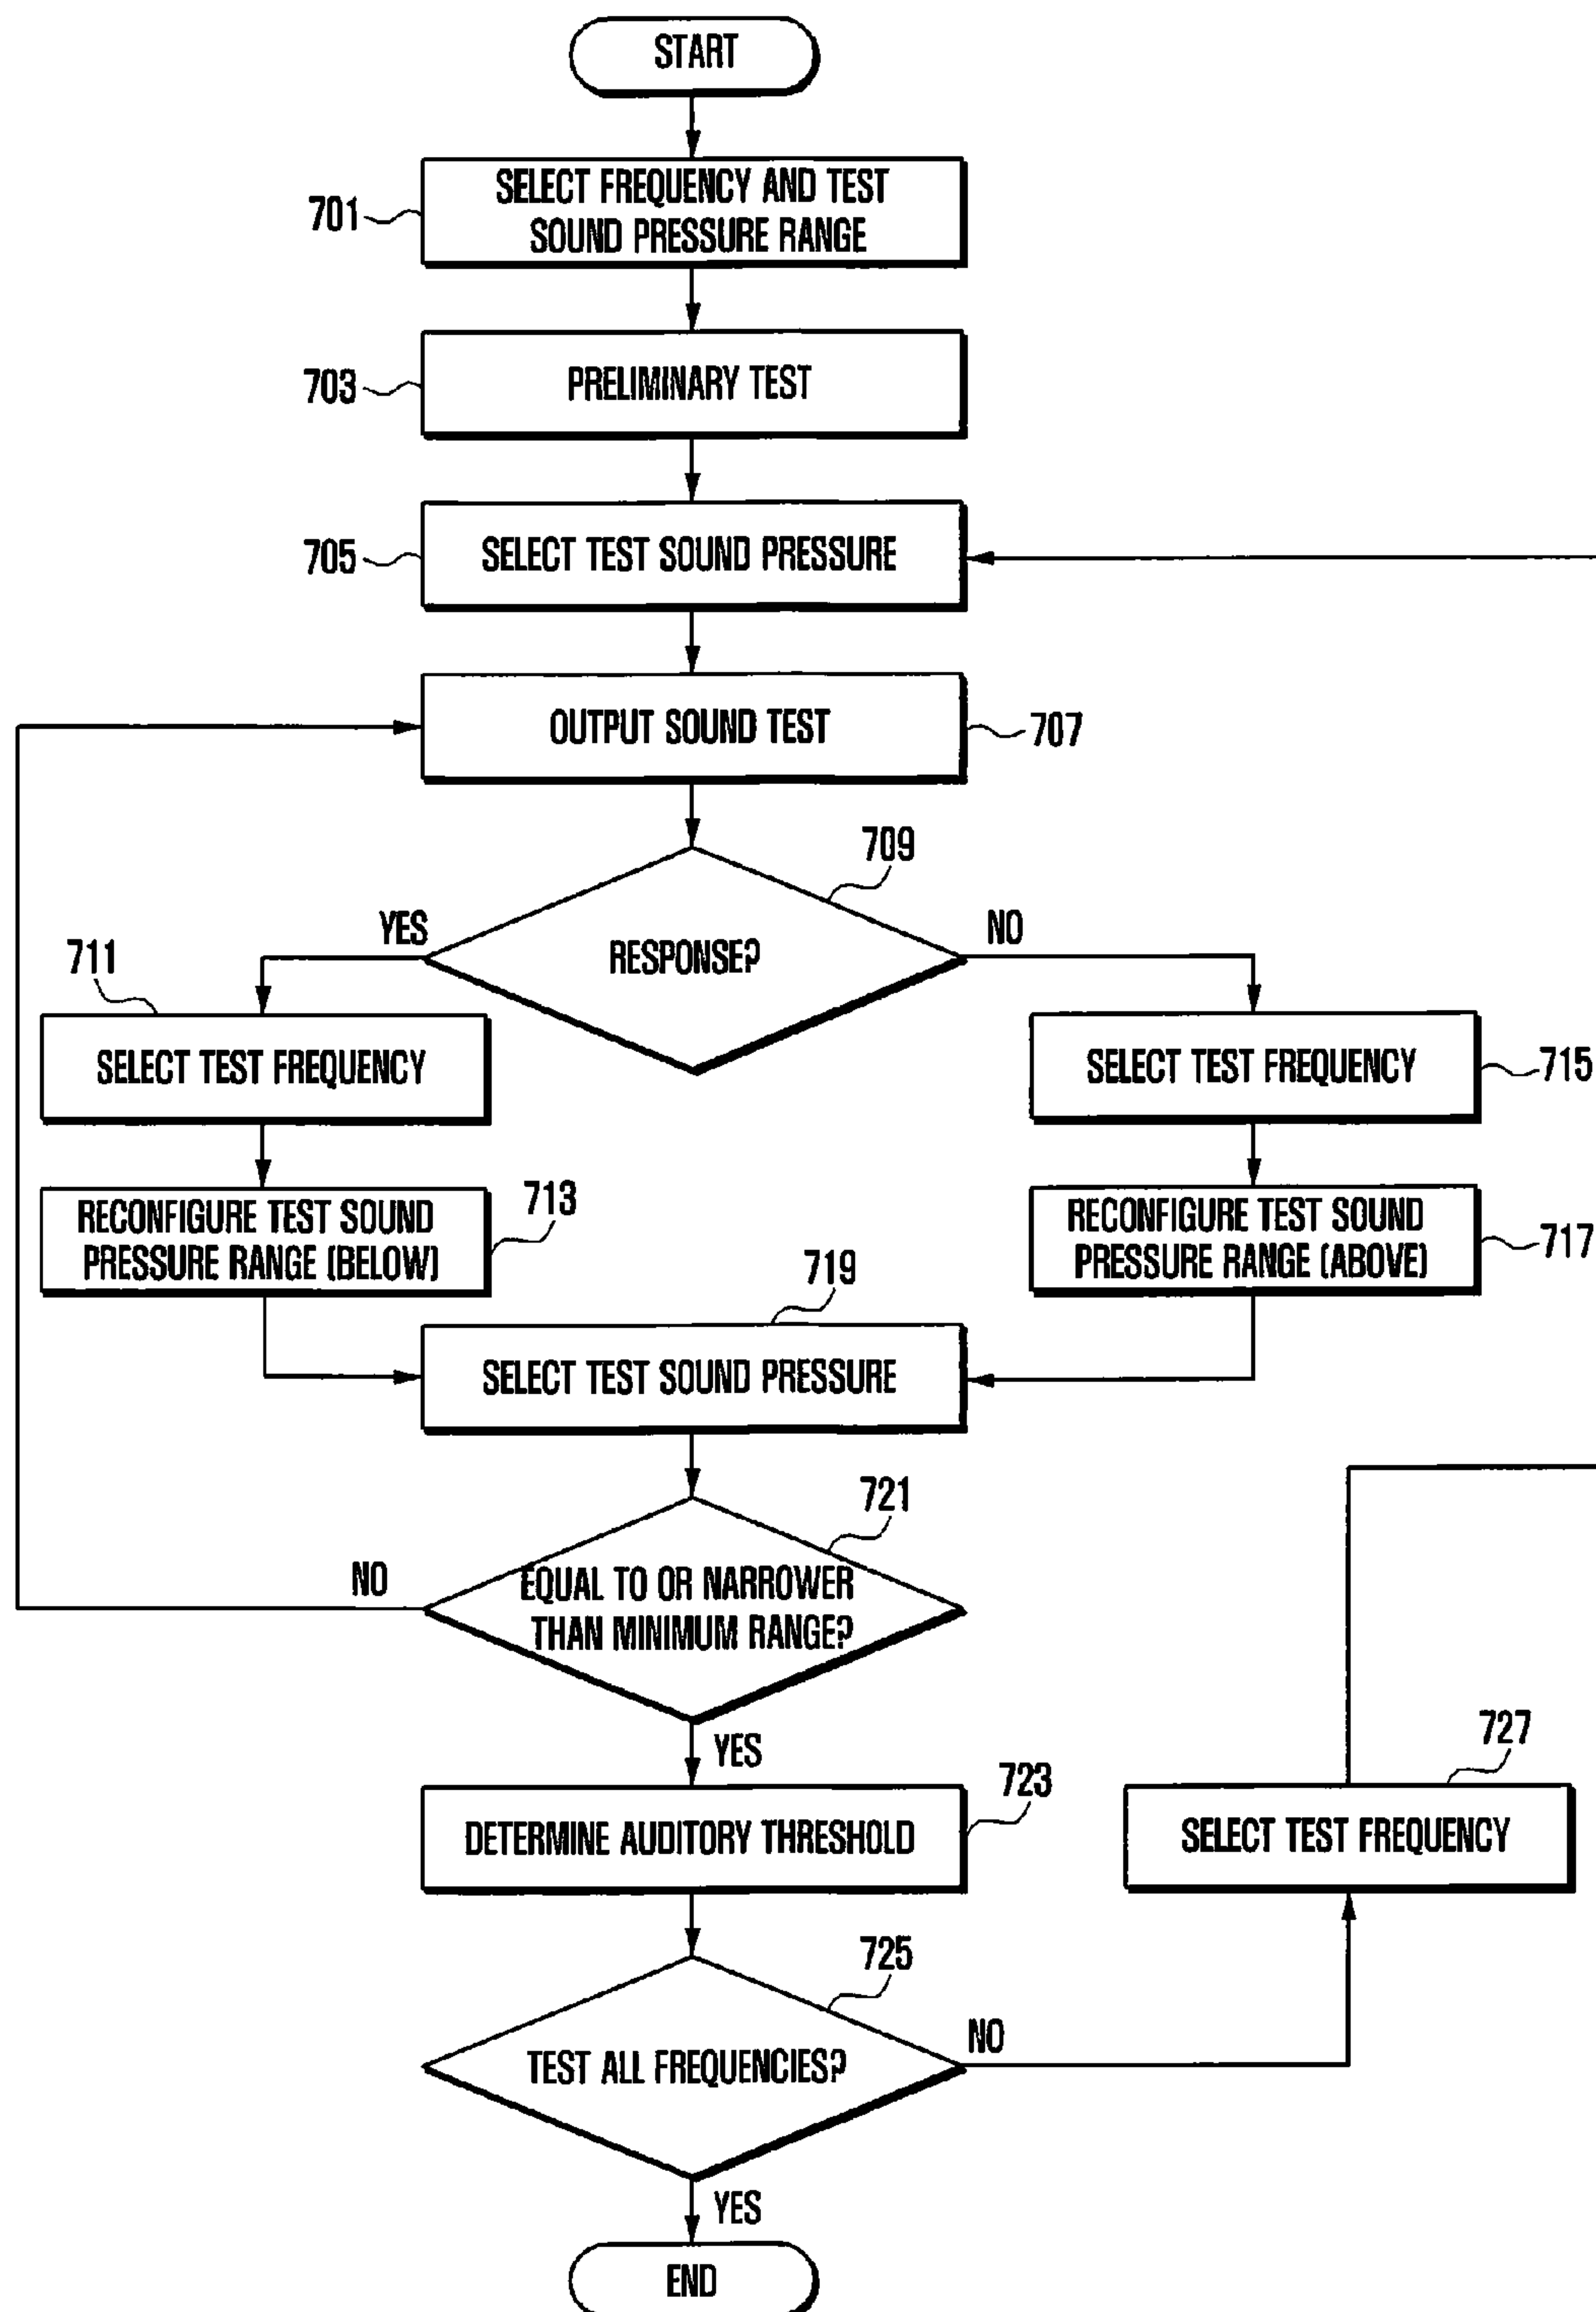 START
701
SELECT FREQUENCY AND TEST
SOUND PRESSURE RANGE
703
PRELIMINARY TEST
705
SELECT TEST SOUND PRESSURE
OUTPUT SOUND TEST
707
709
YES
RESPONSE?
NO
711
SELECT TEST FREQUENCY
SELECT TEST FREQUENCY
715
RECONFIGURE TEST SOUND
PRESSURE RANGE (BELOW)
713
RECONFIGURE TEST SOUND
PRESSURE RANGE (ABOVE)
717
719
SELECT TEST SOUND PRESSURE
721
NO
EQUAL TO OR NARROWER
THAN MINIMUM RANGE?
YES
723
DETERMINE AUDITORY THRESHOLD
727
SELECT TEST FREQUENCY
725
TEST ALL FREQUENCIES?
NO
YES
END